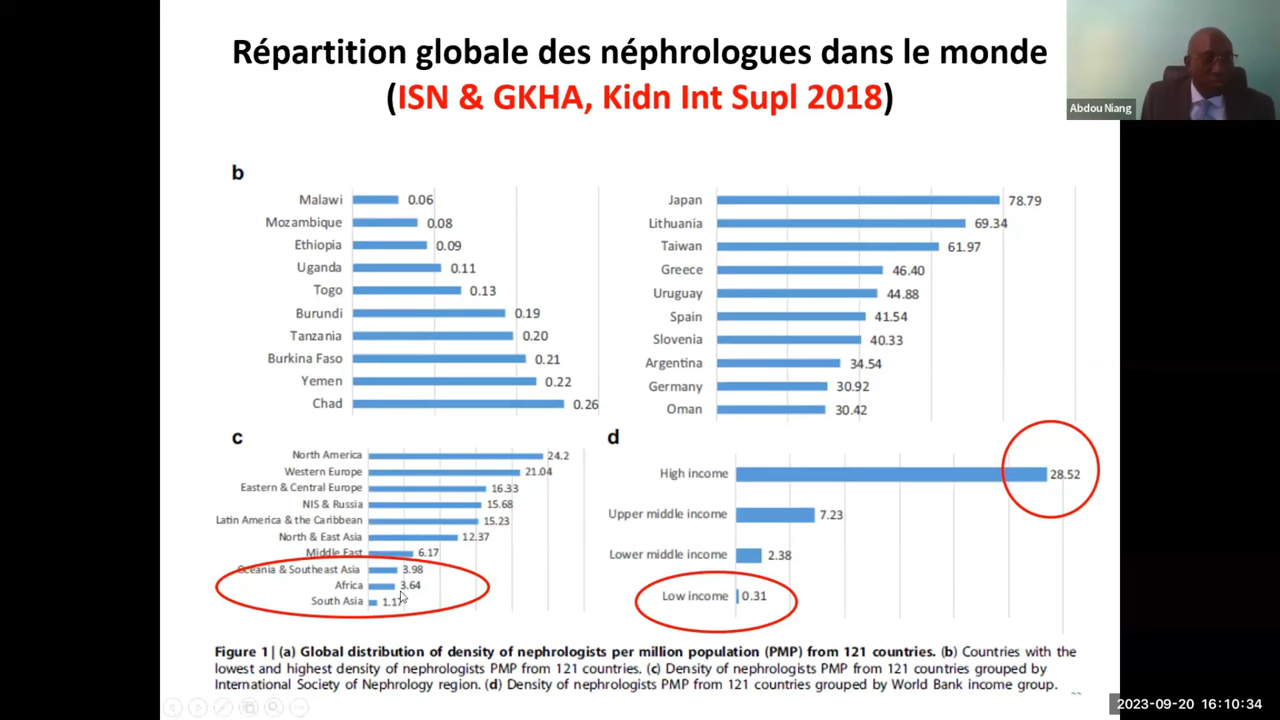 Répartition globale des néphrologues dans le monde
(ISN & GKHA, Kidn Int Supl 2018)
Abdou Niang
b
Malawi 0.06
Mozambique 0.08
Ethiopia 0.09
Uganda 0.11
Togo 0.13
Burundi 0.19
Tanzania 0.20
Burkina Faso 0.21
Yemen 0.22
Chad 0.26
Japan 78.79
Lithuania 69.34
Taiwan 61.97
Greece 46.40
Uruguay 44.88
Spain 41.54
Slovenia 40.33
Argentina 34.54
Germany 30.92
Oman 30.42
c
North America 24.2
Western Europe 21.04
Eastern & Central Europe 16.33
NIS & Russia 15.68
Latin America & the Caribbean 15.23
North & East Asia 12.37
Middle East 6.17
Oceania & Southeast Asia 3.98
Africa 3.64
South Asia 1.17
d
High income 28.52
Upper middle income 7.23
Lower middle income 2.38
Low income 0.31
Figure 1 | (a) Global distribution of density of nephrologists per million population (PMP) from 121 countries. (b) Countries with the
lowest and highest density of nephrologists PMP from 121 countries. (c) Density of nephrologists PMP from 121 countries grouped by
International Society of Nephrology region. (d) Density of nephrologists PMP from 121 countries grouped by World Bank income group.
2023-09-20 16:10:34